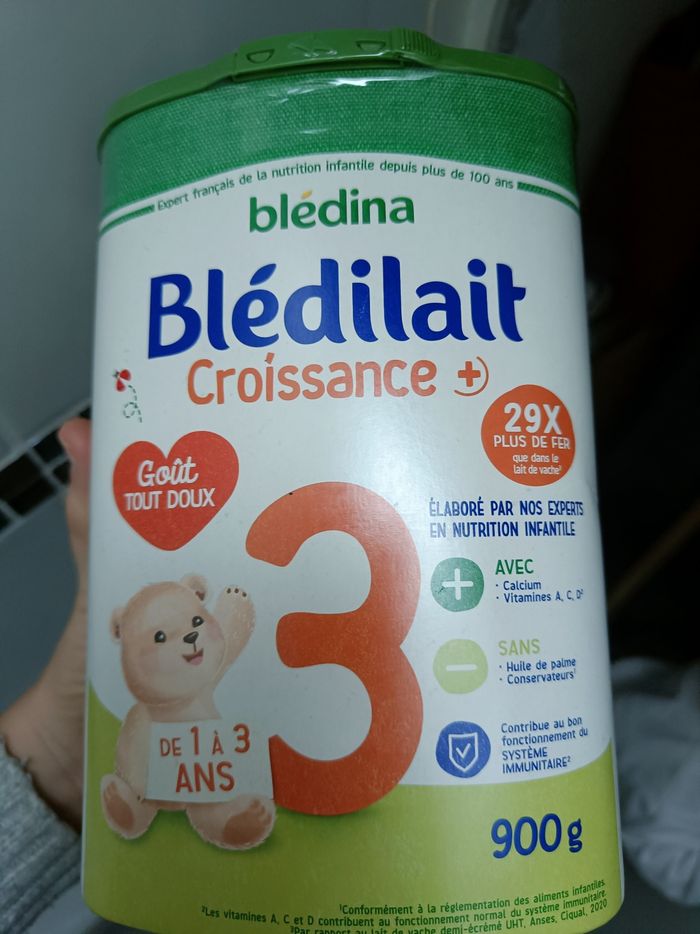 Expert français de la nutrition infantile depuis plus de 100 ans
blédina
Blédilait
Croissance +
29X
PLUS DE FER
que dans le
lait de vache³
Goût
TOUT DOUX
3
ÉLABORÉ PAR NOS EXPERTS
EN NUTRITION INFANTILE
AVEC
· Calcium
· Vitamines A, C, D²
SANS
· Huile de palme
· Conservateurs¹
Contribue au bon
fonctionnement du
SYSTÈME
IMMUNITAIRE²
DE 1 À 3
ANS
900g
¹Conformément à la réglementation des aliments infantiles.
²Les vitamines A, C et D contribuent au fonctionnement normal du système immunitaire.
³Par rapport au lait de vache demi-écrémé UHT, Anses, Ciqual, 2020